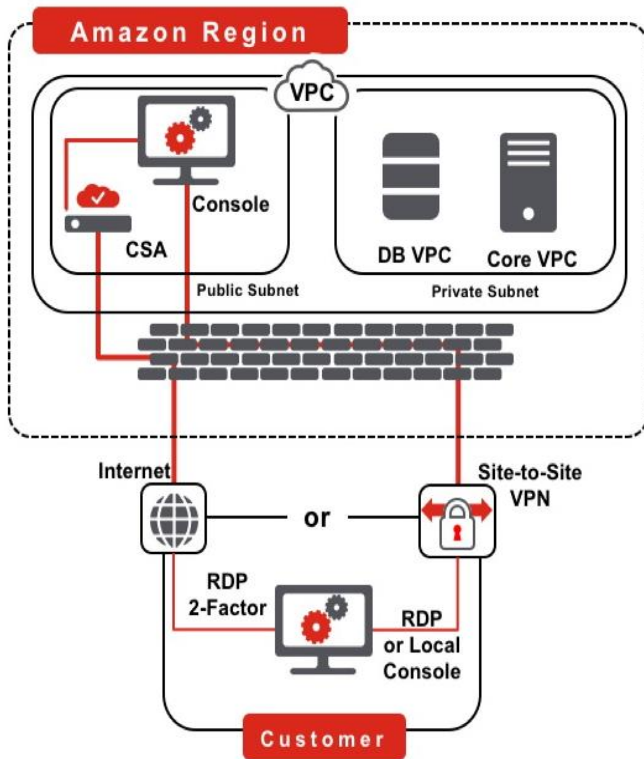 Amazon Region
VPC
Console
CSA
DB VPC
Core VPC
Public Subnet
Private Subnet
Internet
Site-to-Site
VPN
or
RDP
2-Factor
RDP
or Local
Console
Customer